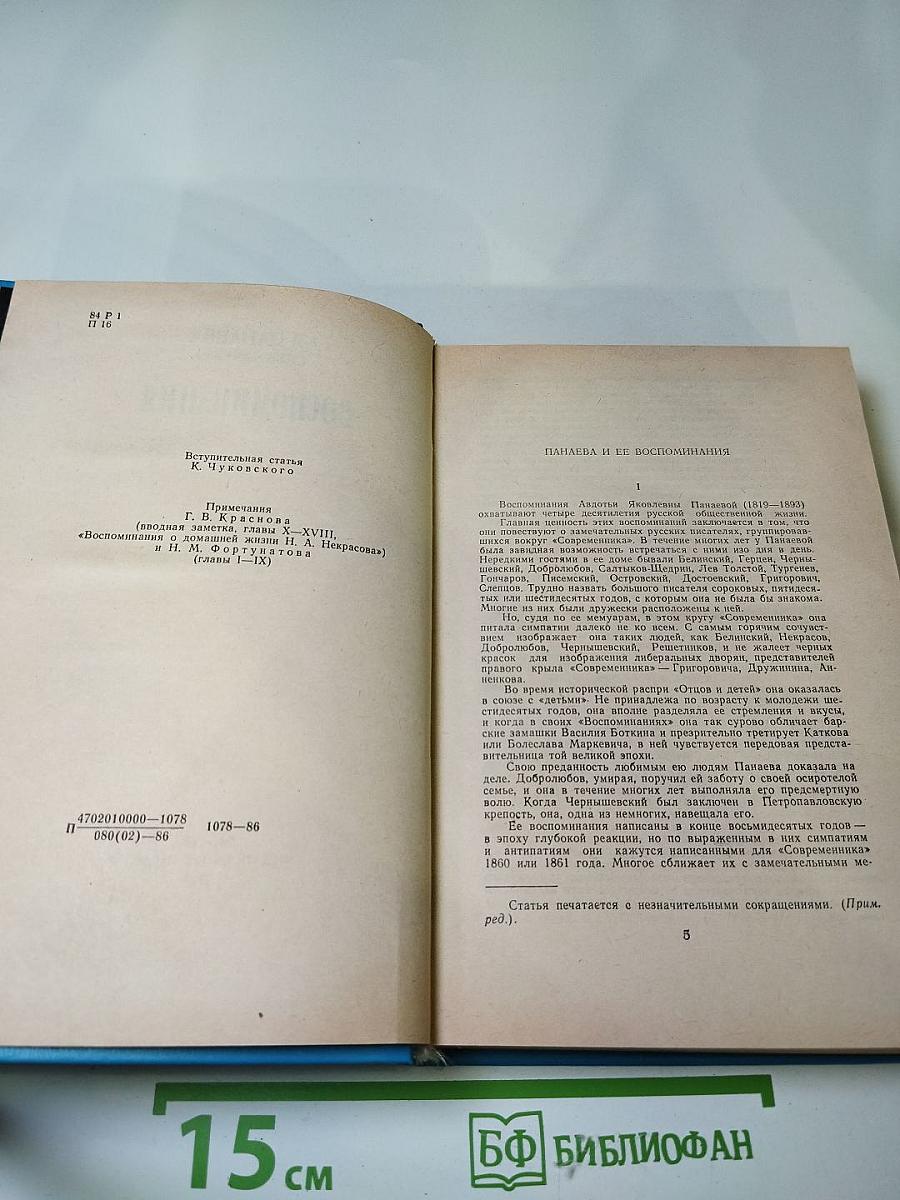 84 Р 1
П 16
Вступительная статья
К. Чуковского
Примечания
Г. В. Краснова
(вводная заметка, главы X—XVIII,
«Воспоминания о домашней жизни Н. А. Некрасова»)
и Н. М. Фортунатова
(главы I—IX)
П 4702010000—1078
080(02)—86
1078—86
ПАНАЕВА И ЕЕ ВОСПОМИНАНИЯ
I
Воспоминания Авдотьи Яковлевны Панаевой (1819—1893)
охватывают четыре десятилетия русской общественной жизни.
Главная ценность этих воспоминаний заключается в том, что
они повествуют о замечательных русских писателях, группировав-
шихся вокруг «Современника». В течение многих лет у Панаевой
была завидная возможность встречаться с ними изо дня в день.
Нередкими гостями в ее доме бывали Белинский, Герцен, Черны-
шевский, Добролюбов, Салтыков-Щедрин, Лев Толстой, Тургенев,
Гончаров, Писемский, Островский, Достоевский, Григорович,
Слепцов. Трудно назвать большого писателя сороковых, пятидеся-
тых или шестидесятых годов, с которым она не была бы знакома.
Многие из них были дружески расположены к ней.
Но, судя по ее мемуарам, в этом кругу «Современника» она
питала симпатии далеко не ко всем. С самым горячим сочувст-
вием изображает она таких людей, как Белинский, Некрасов,
Добролюбов, Чернышевский, Решетников, и не жалеет черных
красок для изображения либеральных дворян, представителей
правого крыла «Современника» — Григоровича, Дружинина, Ан-
ненкова.
Во время исторической распри «Отцов и детей» она оказалась
в союзе с «детьми». Не принадлежа по возрасту к молодежи ше-
стидесятых годов, она вполне разделяла ее стремления и вкусы,
и когда в своих «Воспоминаниях» она так сурово обличает бар-
ские замашки Василия Боткина и презрительно третирует Каткова
или Болеслава Маркевича, в ней чувствуется передовая предста-
вительница той великой эпохи.
Свою преданность любимым ею людям Панаева доказала на
деле. Добролюбов, умирая, поручил ей заботу о своей осиротелой
семье, и она в течение многих лет выполняла его предсмертную
волю. Когда Чернышевский был заключен в Петропавловскую
крепость, она, одна из немногих, навещала его.
Ее воспоминания написаны в конце восьмидесятых годов —
в эпоху глубокой реакции, но по выраженным в них симпатиям
и антипатиям они кажутся написанными для «Современника»
1860 или 1861 года. Многое сближает их с замечательными ме-
Статья печатается с незначительными сокращениями. (Прим.
ред.).
5
15 см
БФ БИБЛИОФАН